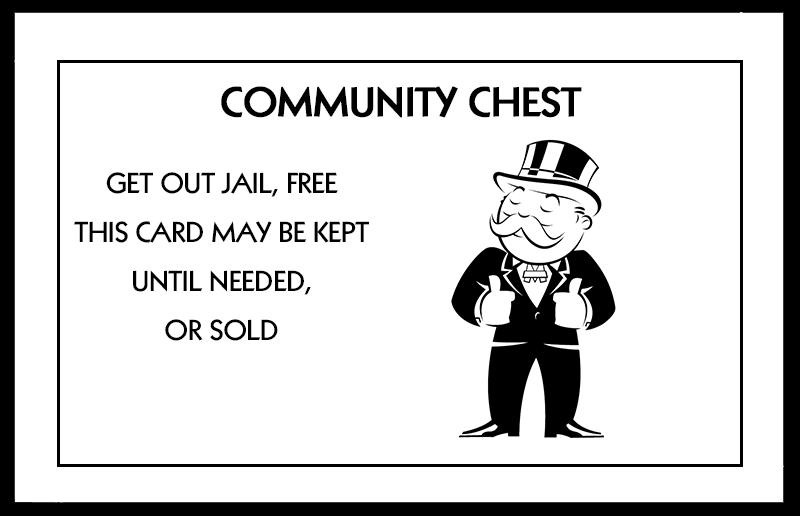 COMMUNITY CHEST
GET OUT JAIL, FREE
THIS CARD MAY BE KEPT
UNTIL NEEDED,
OR SOLD